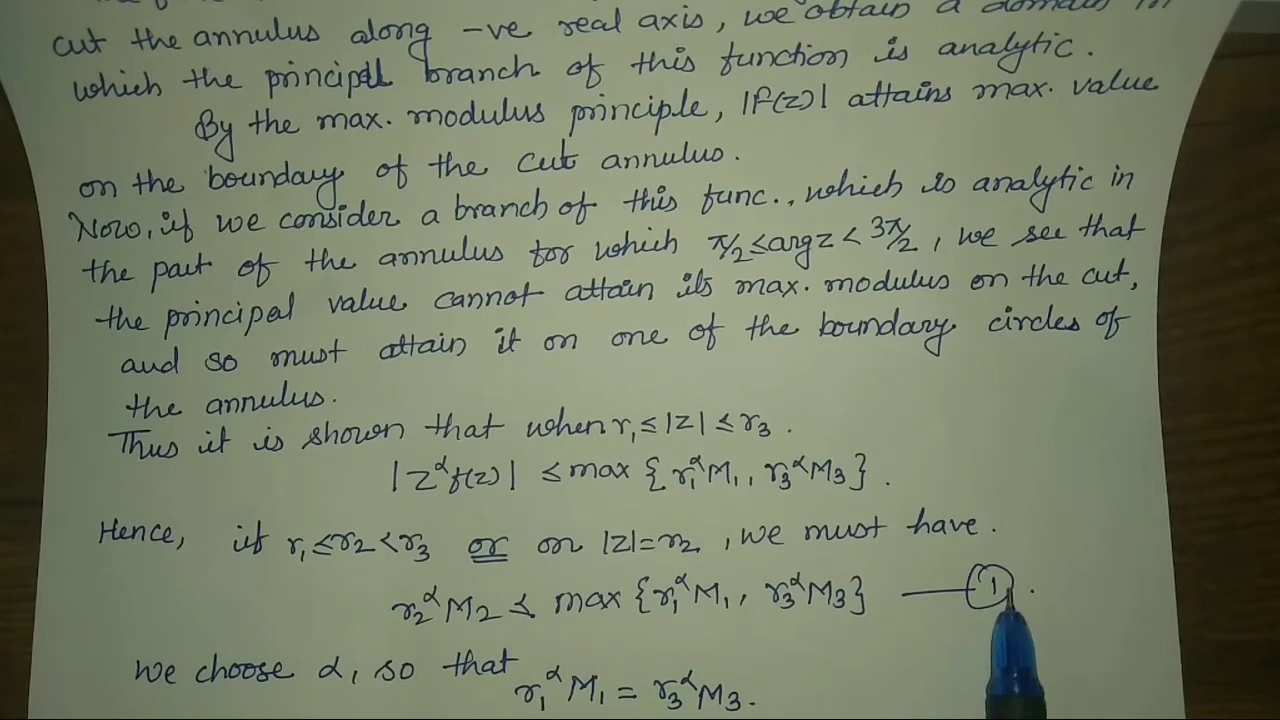 cut the annulus along -ve real axis, we obtain a domain in
which the principal branch of this function is analytic.
By the max. modulus principle, |F(z)| attains max. value
on the boundary of the cut annulus.
Now, if we consider a branch of this func., which is analytic in
the part of the annulus for which π/2 ≤ arg z < 3π/2, we see that
the principal value cannot attain its max. modulus on the cut,
and so must attain it on one of the boundary circles of
the annulus.
Thus it is shown that when r₁ ≤ |z| ≤ r₃.
|z^α f(z)| ≤ max { r₁^α M₁, r₃^α M₃ }.
Hence, if r₁ ≤ r₂ < r₃ or on |z| = r₂, we must have.
r₂^α M₂ ≤ max { r₁^α M₁, r₃^α M₃ } —— ①.
We choose α, so that
r₁^α M₁ = r₃^α M₃.